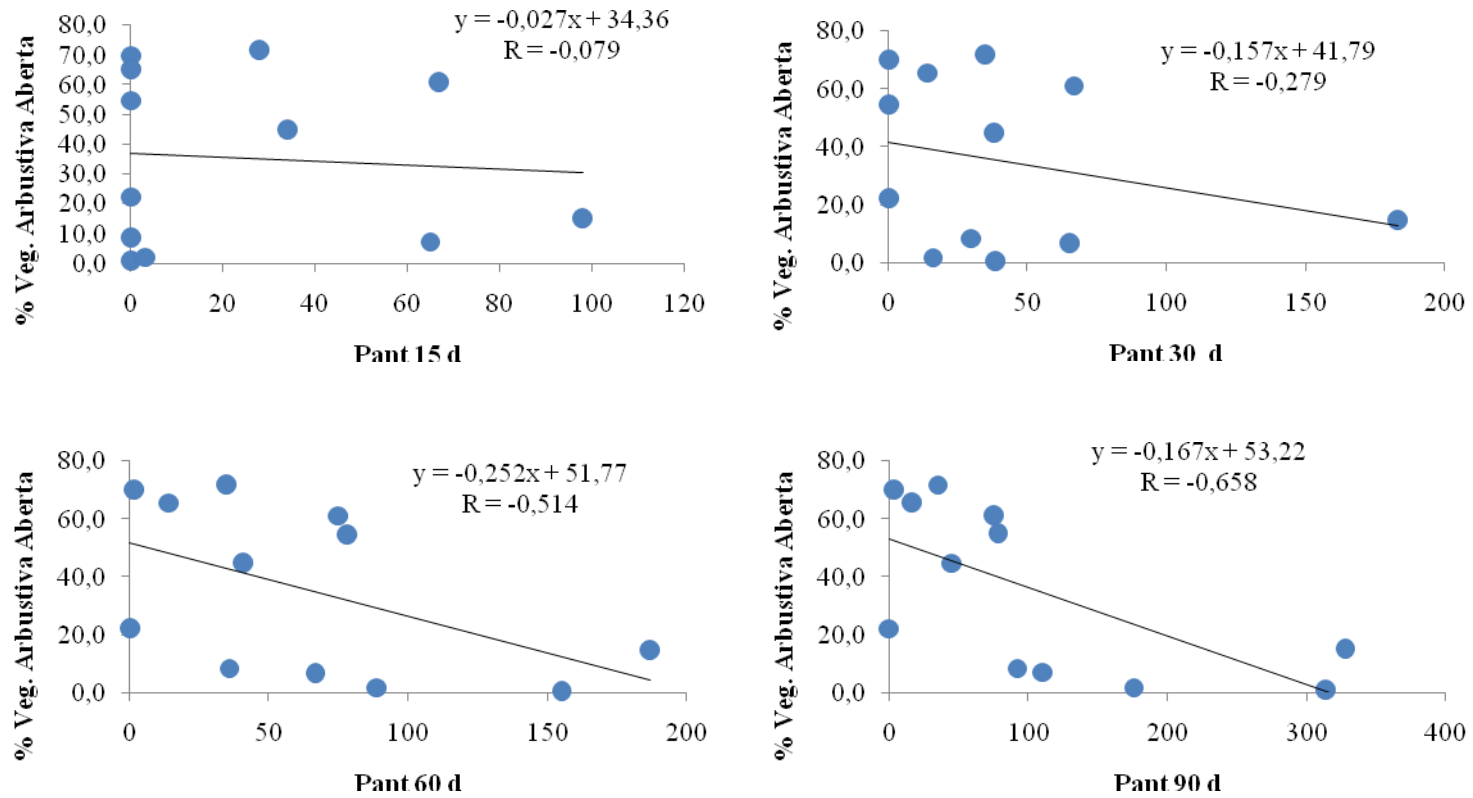 y = -0,027x + 34,36
R = -0,079
% Veg. Arbustiva Aberta
80,0
70,0
60,0
50,0
40,0
30,0
20,0
10,0
0,0
0 20 40 60 80 100 120
Pant 15 d
y = -0,157x + 41,79
R = -0,279
% Veg. Arbustiva Aberta
80,0
60,0
40,0
20,0
0,0
0 50 100 150 200
Pant 30 d
y = -0,252x + 51,77
R = -0,514
% Veg. Arbustiva Aberta
80,0
60,0
40,0
20,0
0,0
0 50 100 150 200
Pant 60 d
y = -0,167x + 53,22
R = -0,658
% Veg. Arbustiva Aberta
80,0
60,0
40,0
20,0
0,0
0 100 200 300 400
Pant 90 d